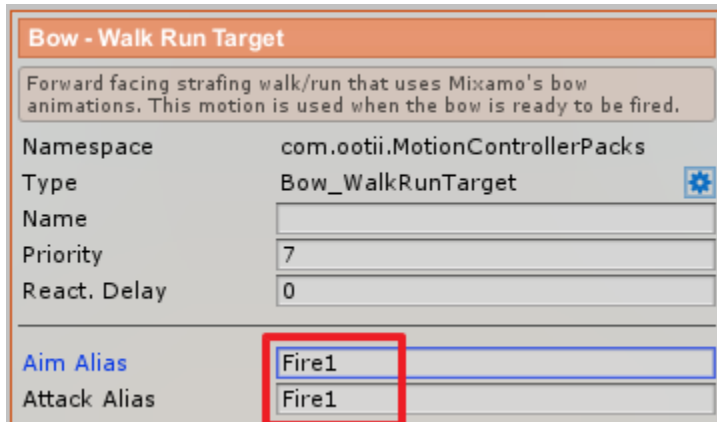 Bow - Walk Run Target
Forward facing strafing walk/run that uses Mixamo's bow
animations. This motion is used when the bow is ready to be fired.
Namespace com.ootii.MotionControllerPacks
Type Bow_WalkRunTarget
Name
Priority 7
React. Delay 0
Aim Alias Fire1
Attack Alias Fire1